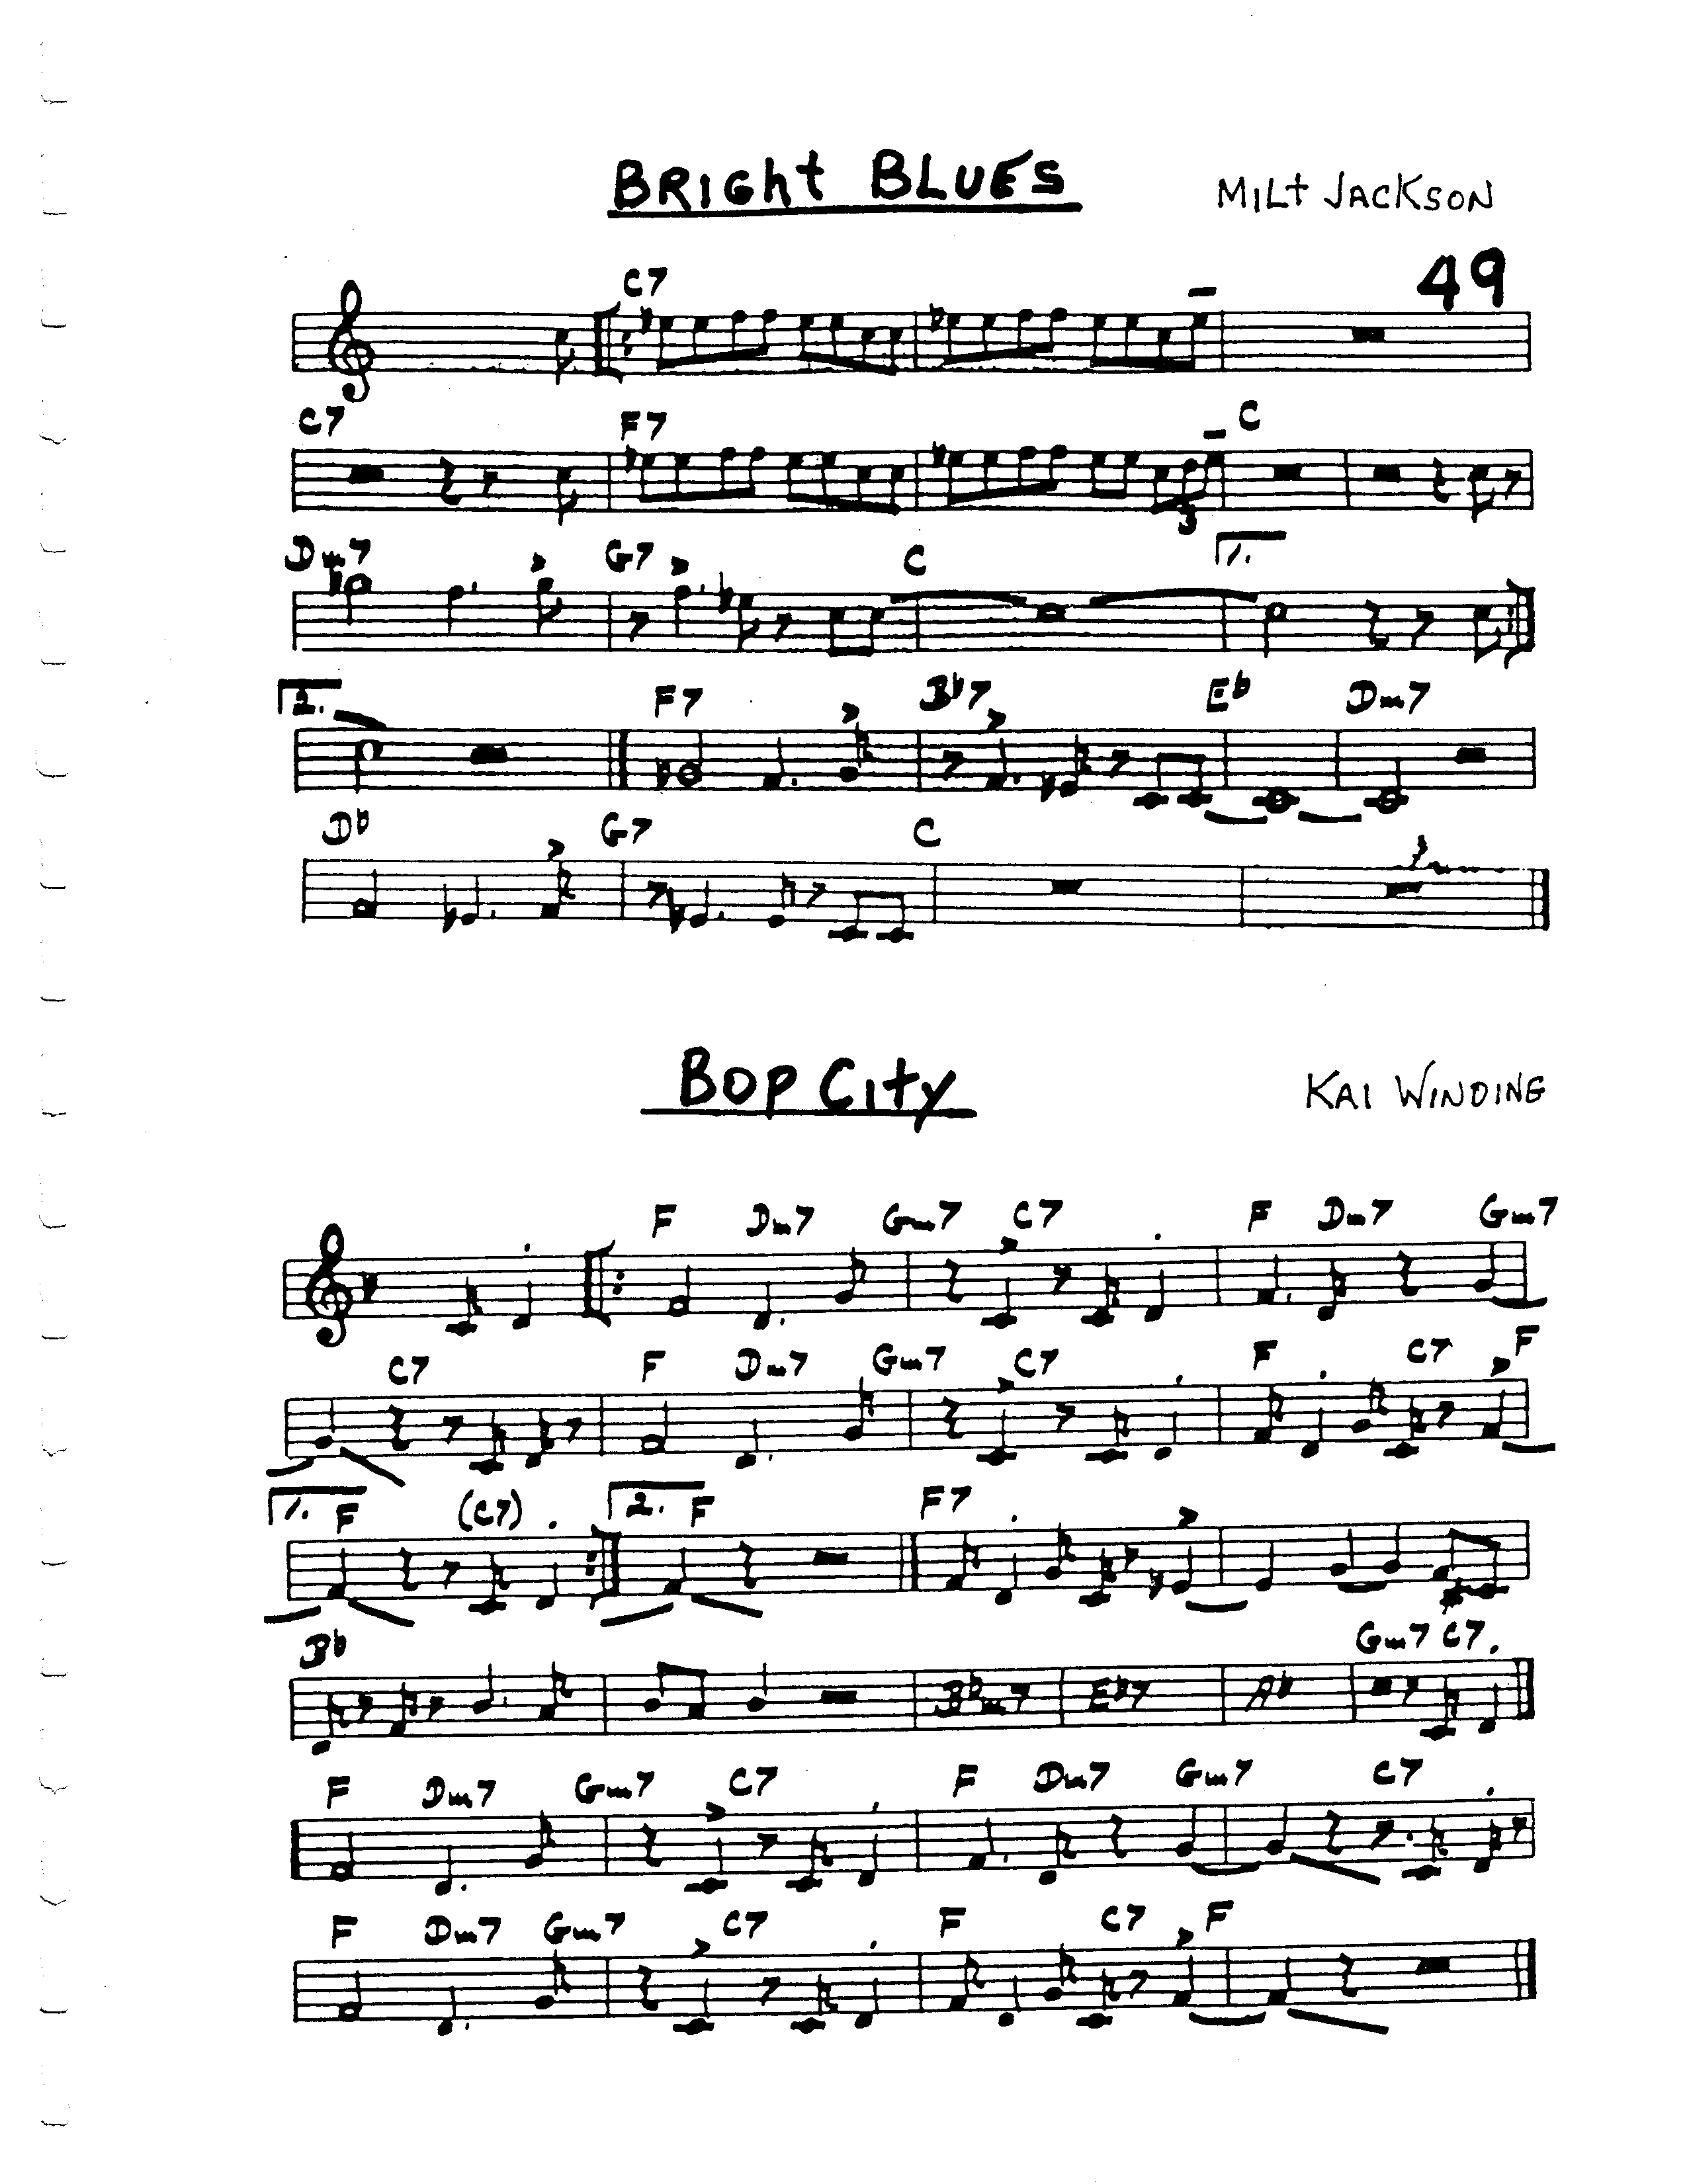 BRIGHT BLUES MILT JACKSON
49
C7
C7 F7 C
3
Dm7 G7 C 1.
2. F7 B♭7 E♭ Dm7
D♭ G7 C
BOP CITY KAI WINDING
F Dm7 Gm7 C7 F Dm7 Gm7
C7 F Dm7 Gm7 C7 F C7 F
1. F (C7) 2. F F7
B♭ Gm7 C7
B♭m7 E♭7 A♭
F Dm7 Gm7 C7 F Dm7 Gm7 C7
F Dm7 Gm7 C7 F C7 F